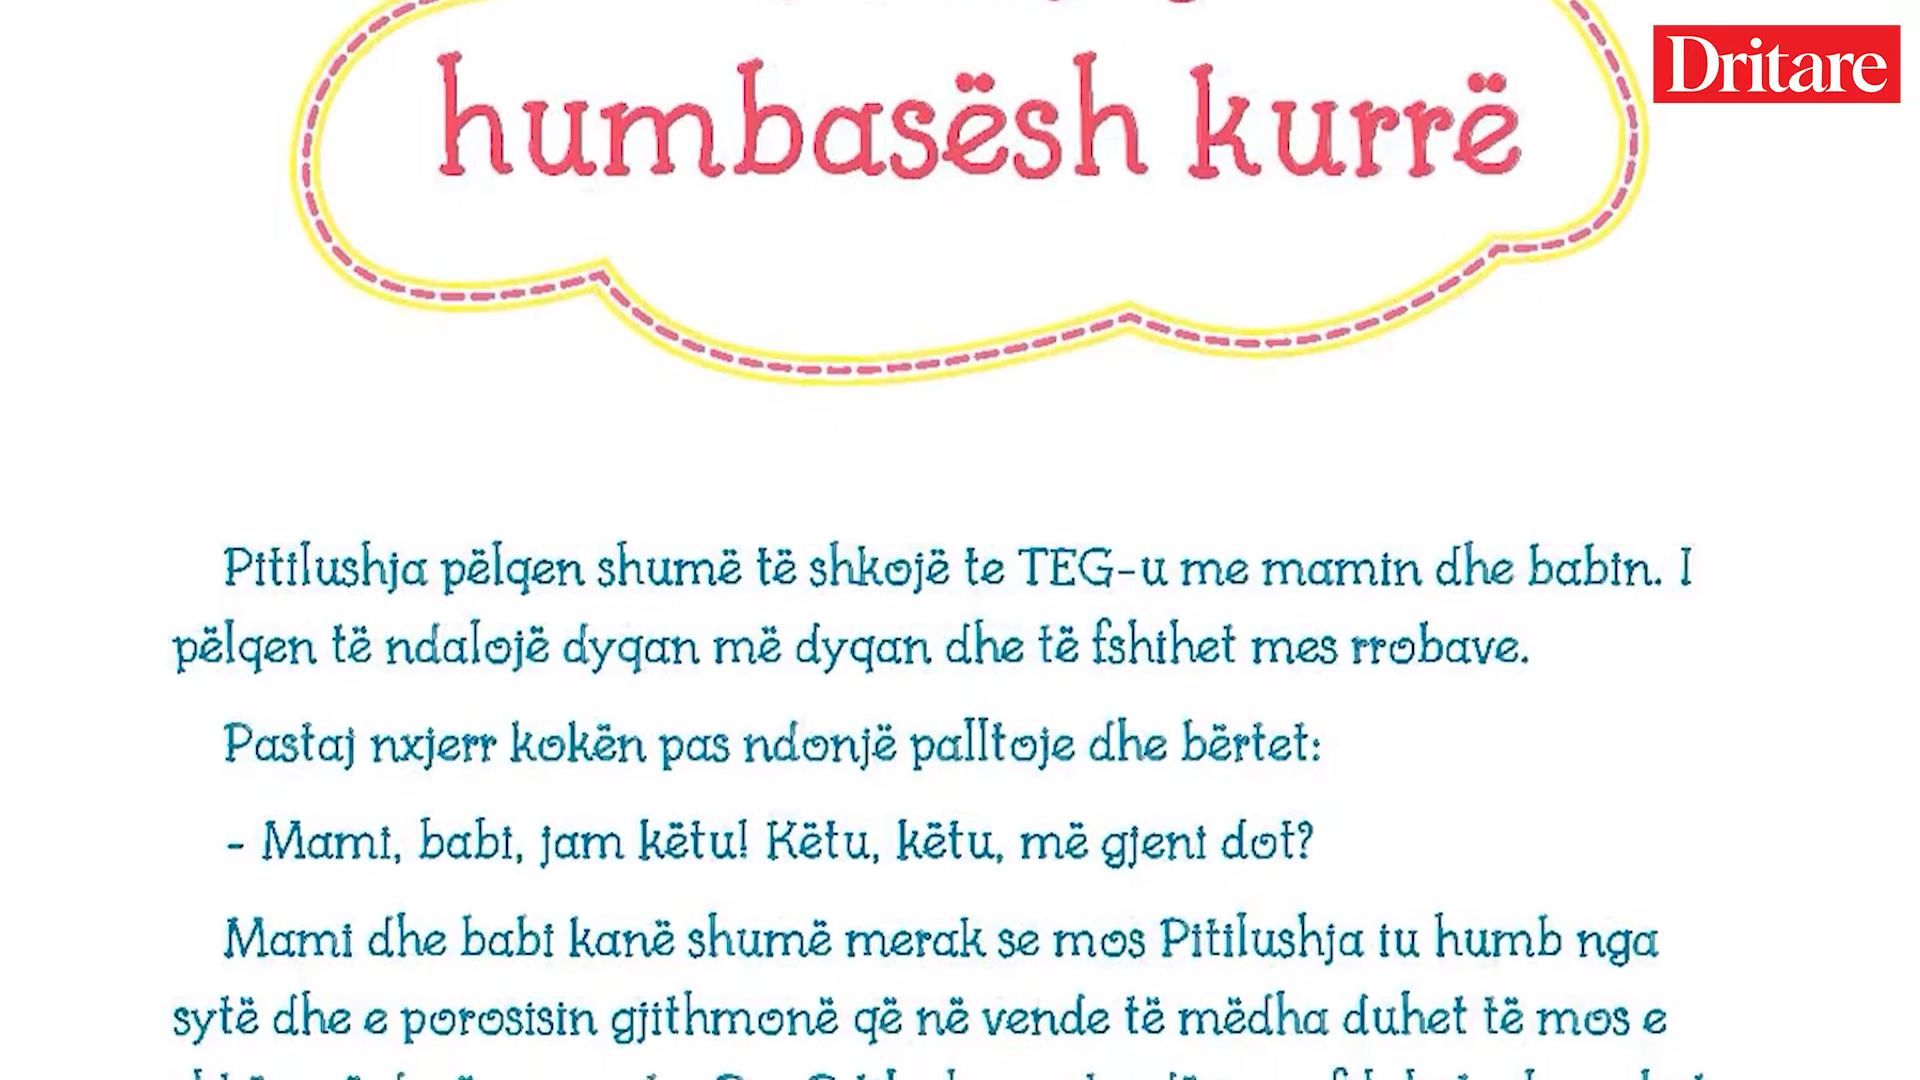 Dritare
humbasësh kurrë
Pitilushja pëlqen shumë të shkojë te TEG-u me mamin dhe babin. I
pëlqen të ndalojë dyqan më dyqan dhe të fshihet mes rrobave.
Pastaj nxjerr kokën pas ndonjë palltoje dhe bërtet:
- Mami, babi, jam këtu! Këtu, këtu, më gjeni dot?
Mami dhe babi kanë shumë merak se mos Pitilushja iu humb nga
sytë dhe e porosisin gjithmonë që në vende të mëdha duhet të mos e